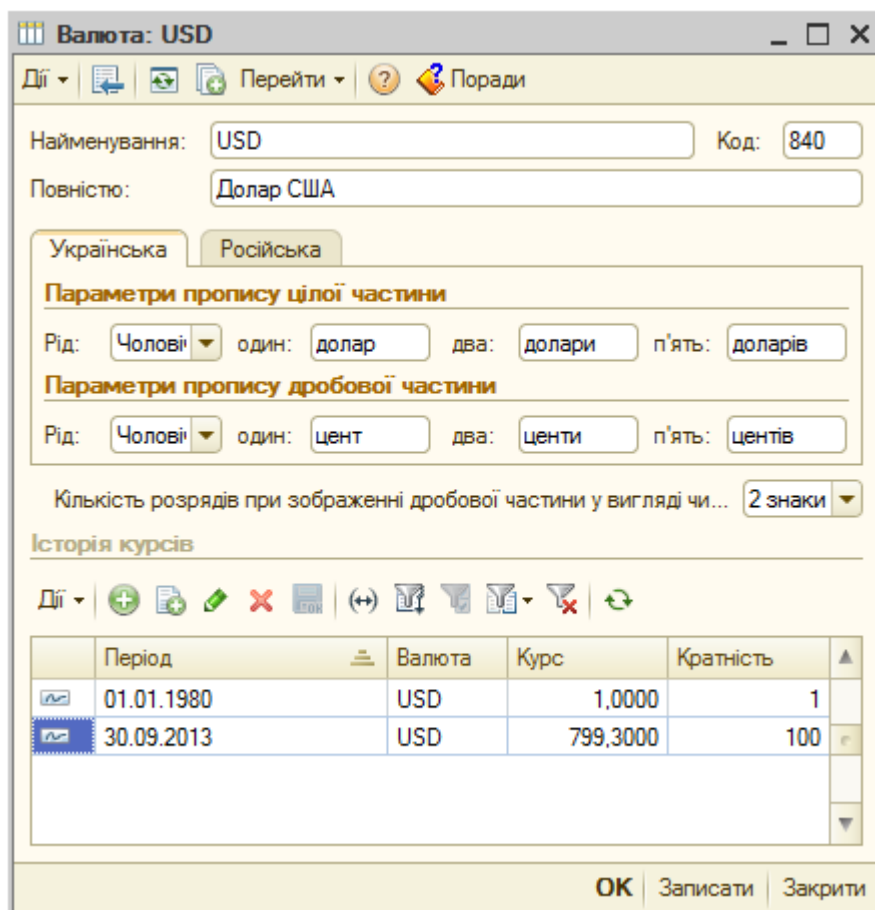 Валюта: USD
Дії Перейти Поради
Найменування: USD Код: 840
Повністю: Долар США
Українська Російська
Параметри пропису цілої частини
Рід: Чоловіч один: долар два: долари п'ять: доларів
Параметри пропису дробової частини
Рід: Чоловіч один: цент два: центи п'ять: центів
Кількість розрядів при зображенні дробової частини у вигляді чи... 2 знаки
Історія курсів
Дії
Період Валюта Курс Кратність
01.01.1980 USD 1,0000 1
30.09.2013 USD 799,3000 100
OK Записати Закрити